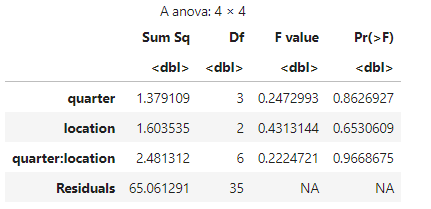 A anova: 4 × 4
Sum Sq Df F value Pr(>F)
<dbl> <dbl> <dbl> <dbl>
quarter 1.379109 3 0.2472993 0.8626927
location 1.603535 2 0.4313144 0.6530609
quarter:location 2.481312 6 0.2224721 0.9668675
Residuals 65.061291 35 NA NA